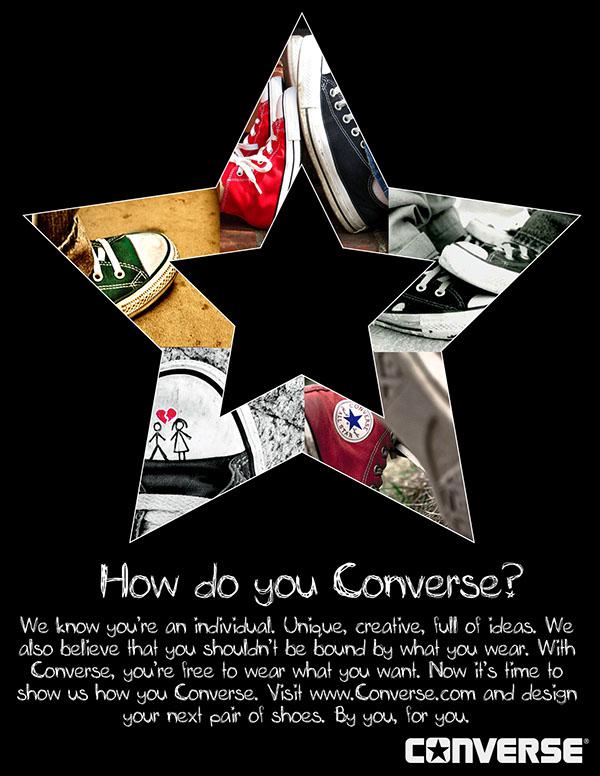 CONVERSE
ALL STAR
How do you Converse?
We know you're an individual. Unique, creative, full of ideas. We
also believe that you shouldn't be bound by what you wear. With
Converse, you're free to wear what you want. Now it's time to
show us how you Converse. Visit www.Converse.com and design
your next pair of shoes. By you, for you.
CONVERSE®